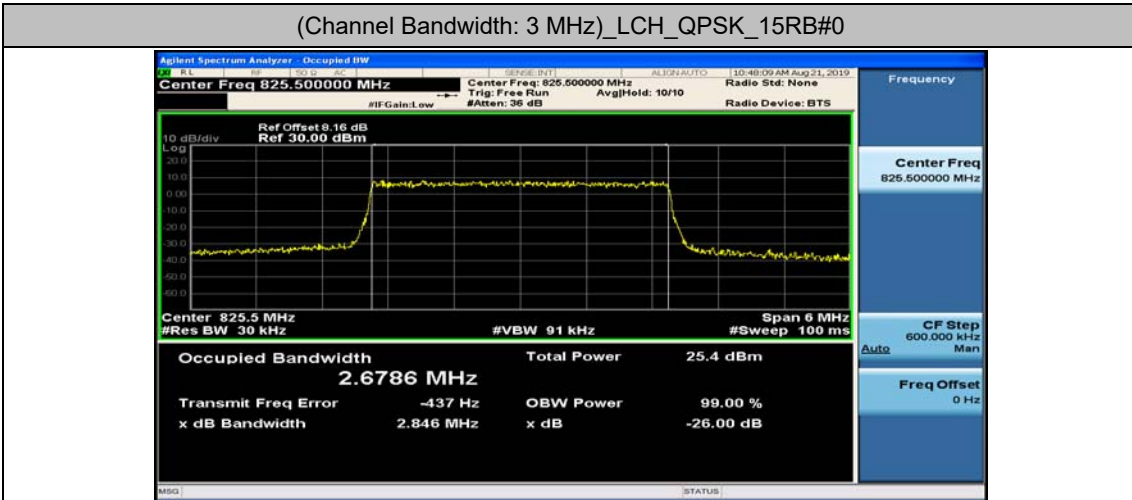 (Channel Bandwidth: 3 MHz)_LCH_QPSK_15RB#0
Agilent Spectrum Analyzer - Occupied BW
RL RF 50 Ω AC SENSE:INT ALIGNAUTO 10:48:09 AM Aug 21, 2019
Center Freq 825.500000 MHz Center Freq: 825.500000 MHz Radio Std: None
Trig: Free Run Avg|Hold: 10/10
#IFGain:Low #Atten: 36 dB Radio Device: BTS
Ref Offset 8.16 dB
10 dB/div Ref 30.00 dBm
Log
20.0
10.0
0.00
-10.0
-20.0
-30.0
-40.0
-50.0
-60.0
Center 825.5 MHz Span 6 MHz
#Res BW 30 kHz #VBW 91 kHz #Sweep 100 ms
Occupied Bandwidth Total Power 25.4 dBm
2.6786 MHz
Transmit Freq Error -437 Hz OBW Power 99.00 %
x dB Bandwidth 2.846 MHz x dB -26.00 dB
MSG STATUS
Frequency
Center Freq
825.500000 MHz
CF Step
600.000 kHz
Auto Man
Freq Offset
0 Hz